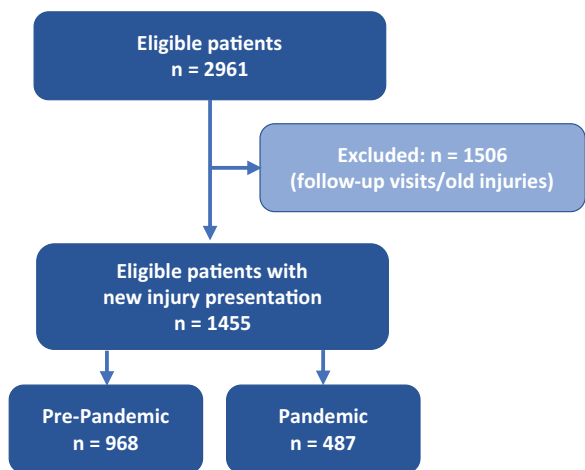 Eligible patients
n = 2961
Excluded: n = 1506
(follow-up visits/old injuries)
Eligible patients with
new injury presentation
n = 1455
Pre-Pandemic
n = 968
Pandemic
n = 487